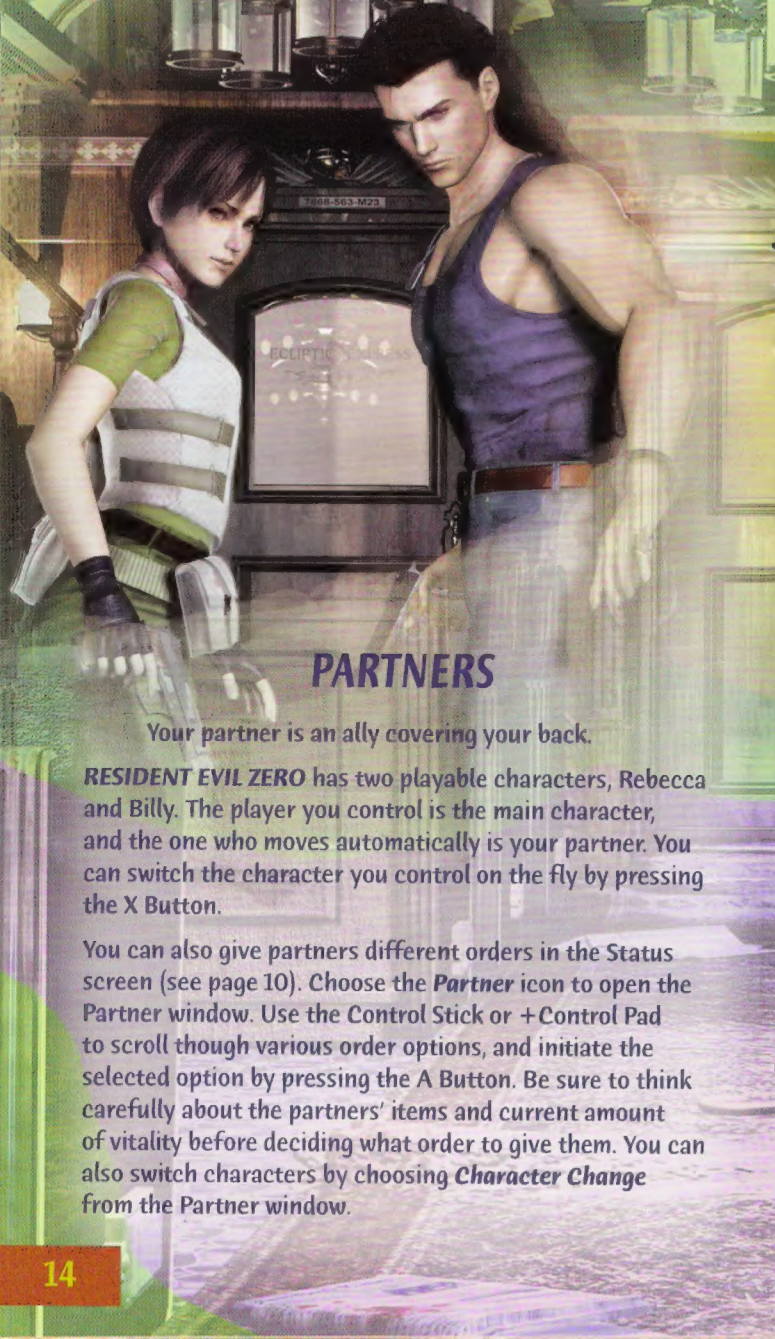 7868-563-M23
ECLIPTIC EXPRESS
PARTNERS
Your partner is an ally covering your back.
RESIDENT EVIL ZERO has two playable characters, Rebecca
and Billy. The player you control is the main character,
and the one who moves automatically is your partner. You
can switch the character you control on the fly by pressing
the X Button.
You can also give partners different orders in the Status
screen (see page 10). Choose the Partner icon to open the
Partner window. Use the Control Stick or +Control Pad
to scroll though various order options, and initiate the
selected option by pressing the A Button. Be sure to think
carefully about the partners' items and current amount
of vitality before deciding what order to give them. You can
also switch characters by choosing Character Change
from the Partner window.
14